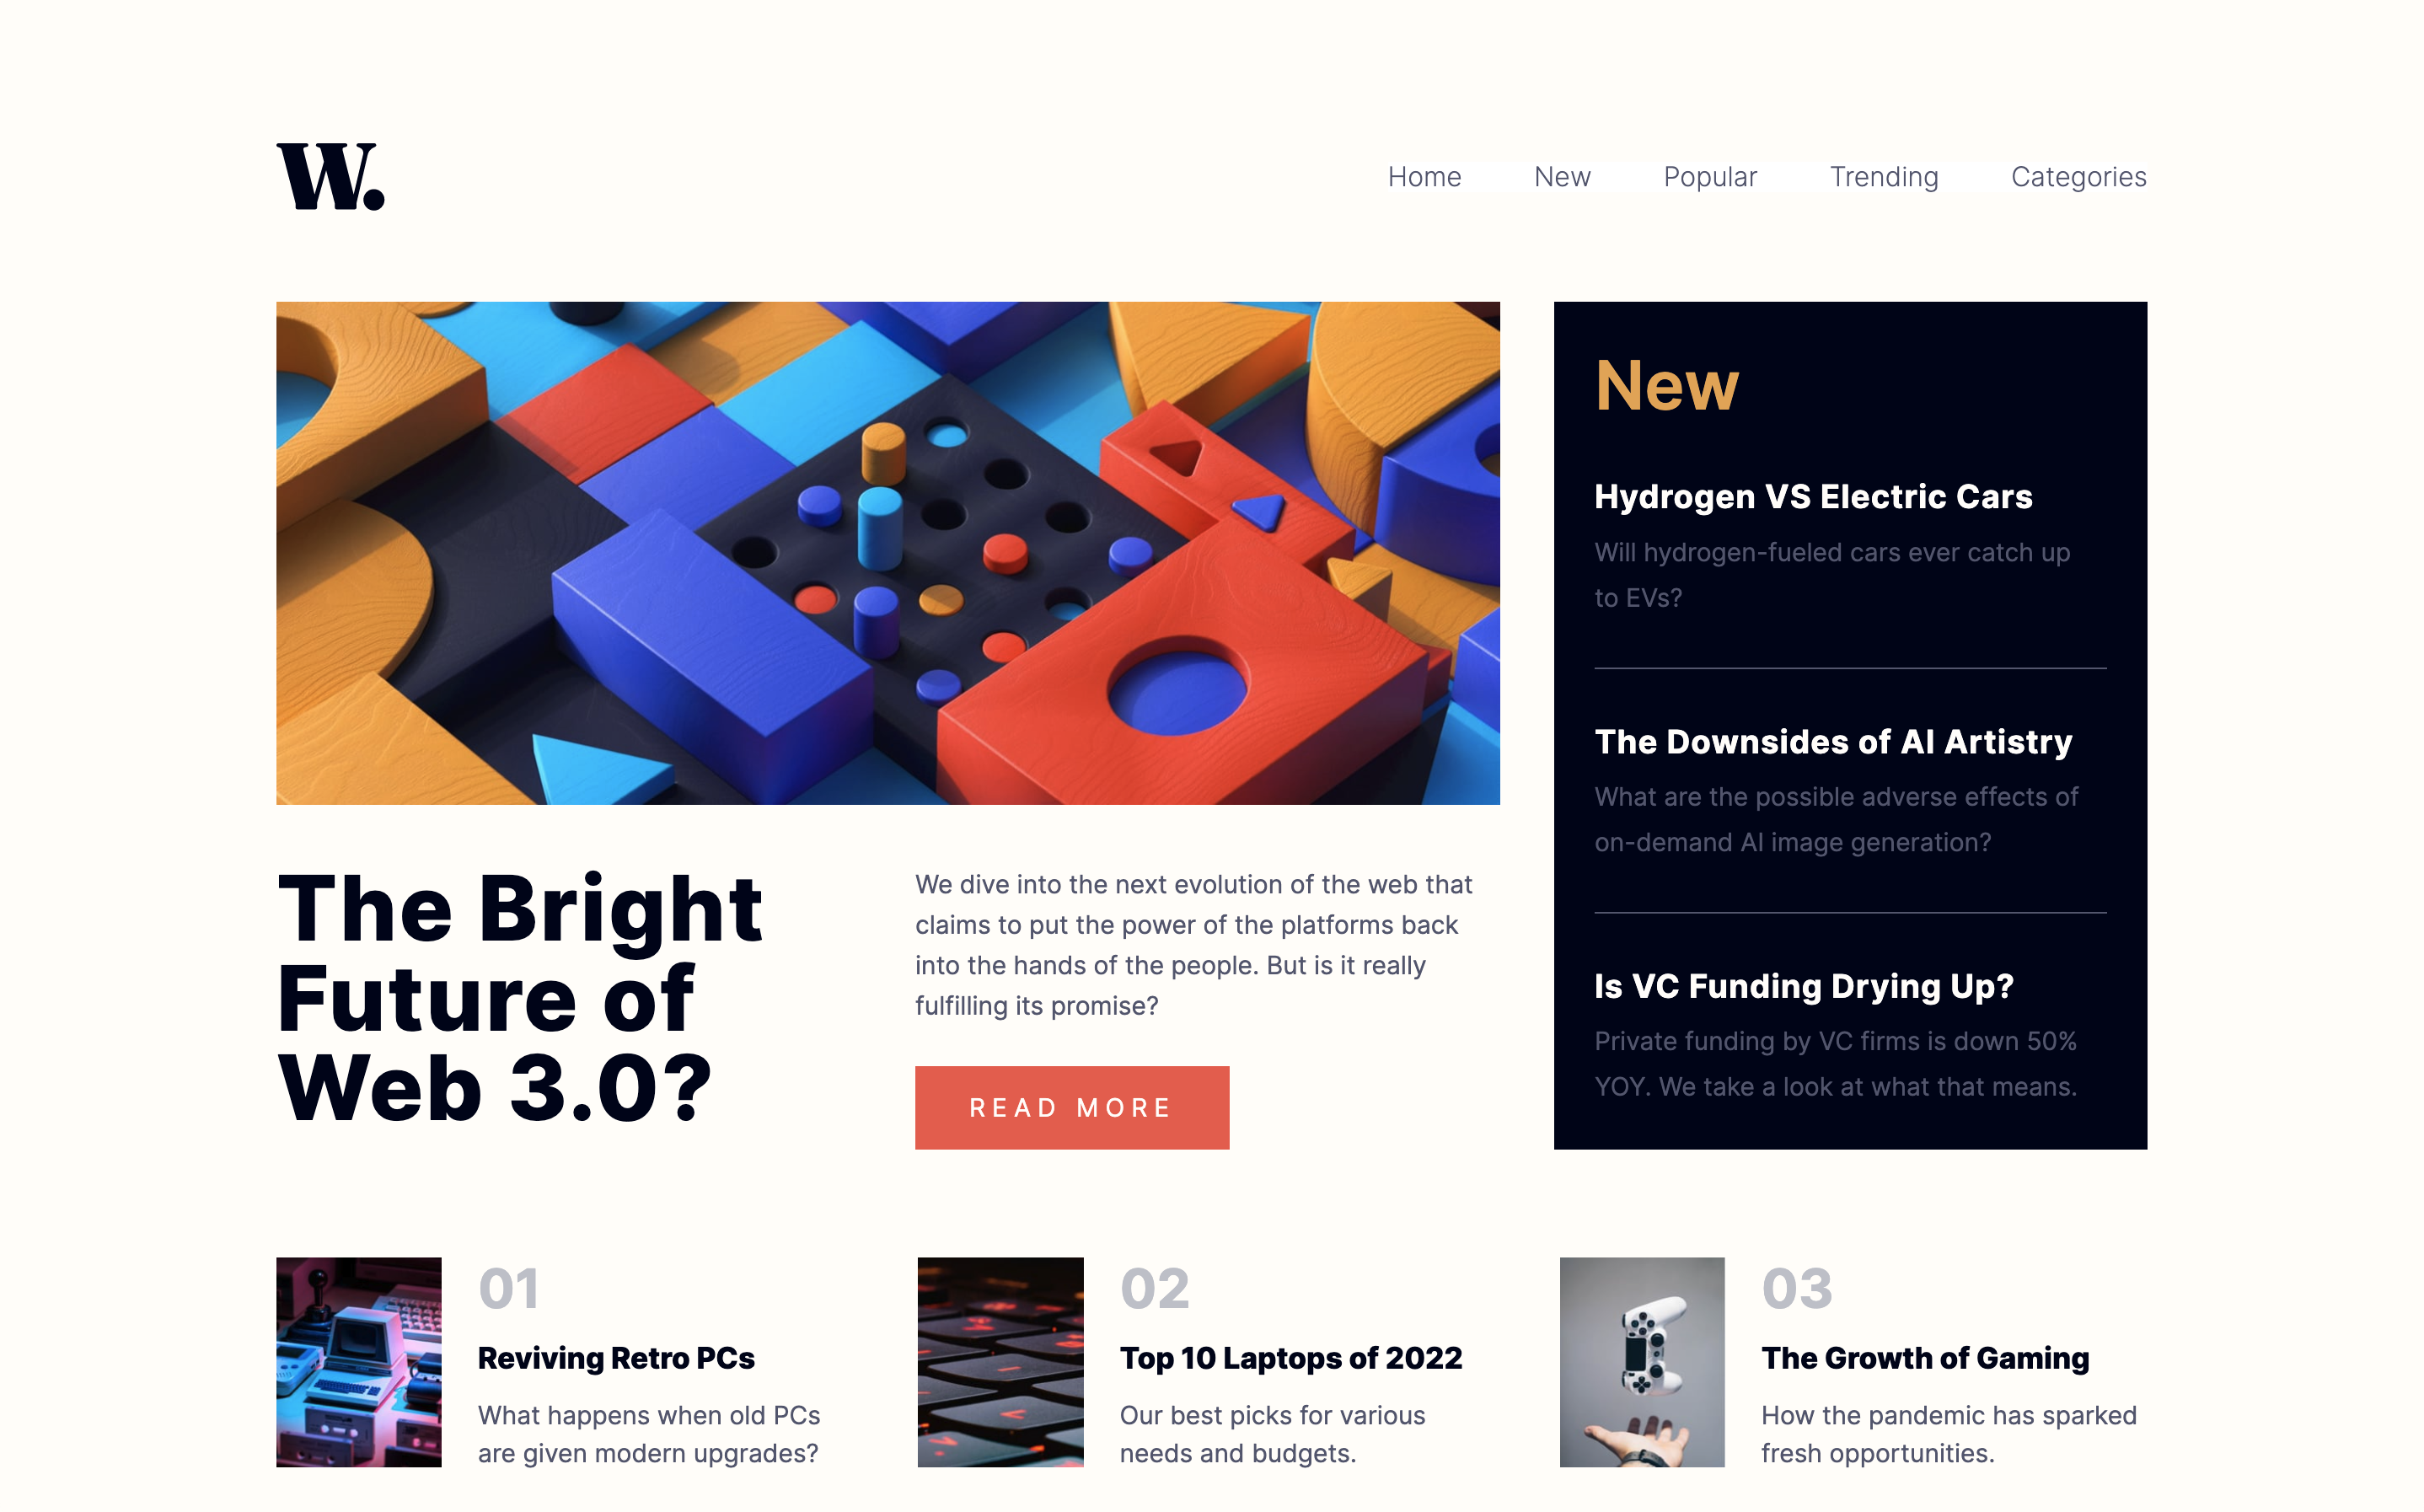 W.
Home New Popular Trending Categories
The Bright
Future of
Web 3.0?
We dive into the next evolution of the web that
claims to put the power of the platforms back
into the hands of the people. But is it really
fulfilling its promise?
READ MORE
New
Hydrogen VS Electric Cars
Will hydrogen-fueled cars ever catch up
to EVs?
The Downsides of AI Artistry
What are the possible adverse effects of
on-demand AI image generation?
Is VC Funding Drying Up?
Private funding by VC firms is down 50%
YOY. We take a look at what that means.
01
Reviving Retro PCs
What happens when old PCs
are given modern upgrades?
02
Top 10 Laptops of 2022
Our best picks for various
needs and budgets.
03
The Growth of Gaming
How the pandemic has sparked
fresh opportunities.